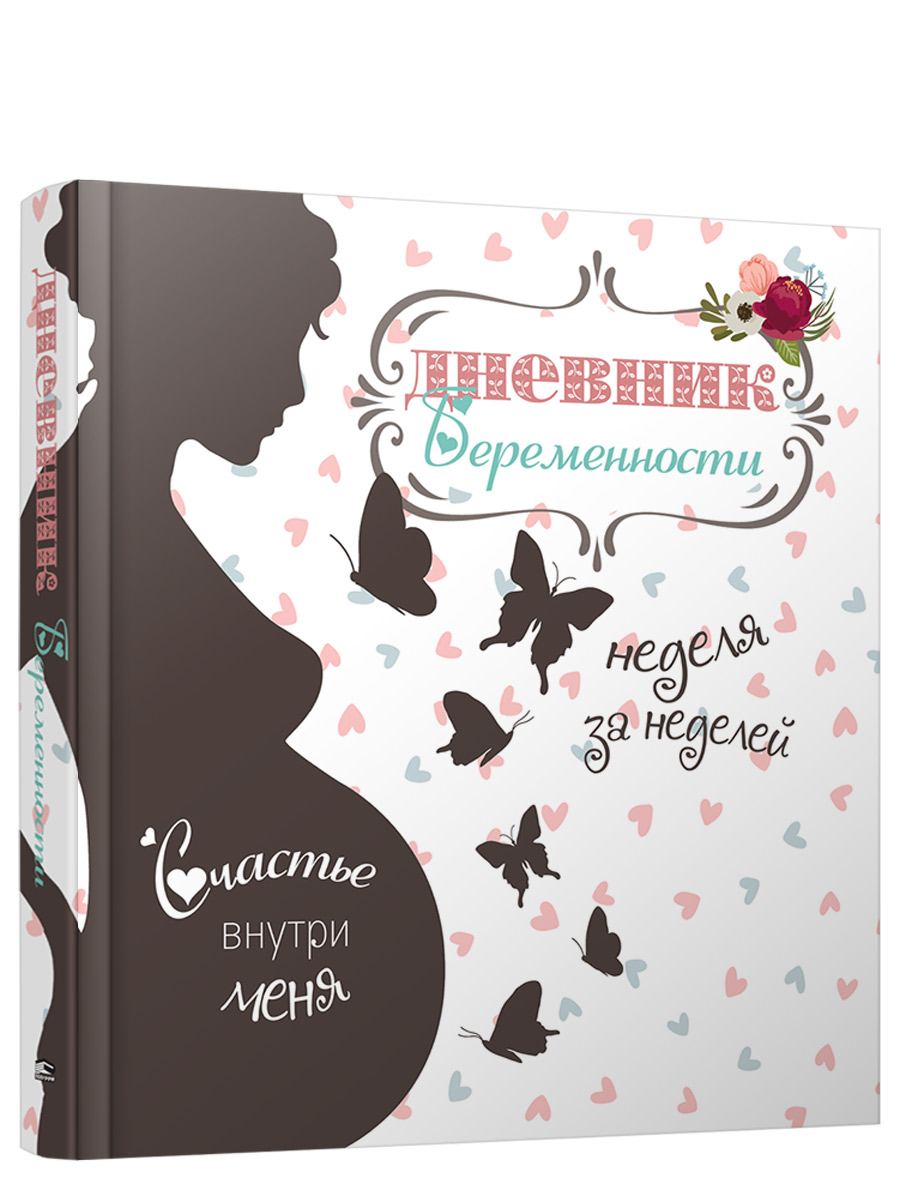 дневник
Беременности
неделя
за неделей
Счастье
внутри
меня
дневник Беременности